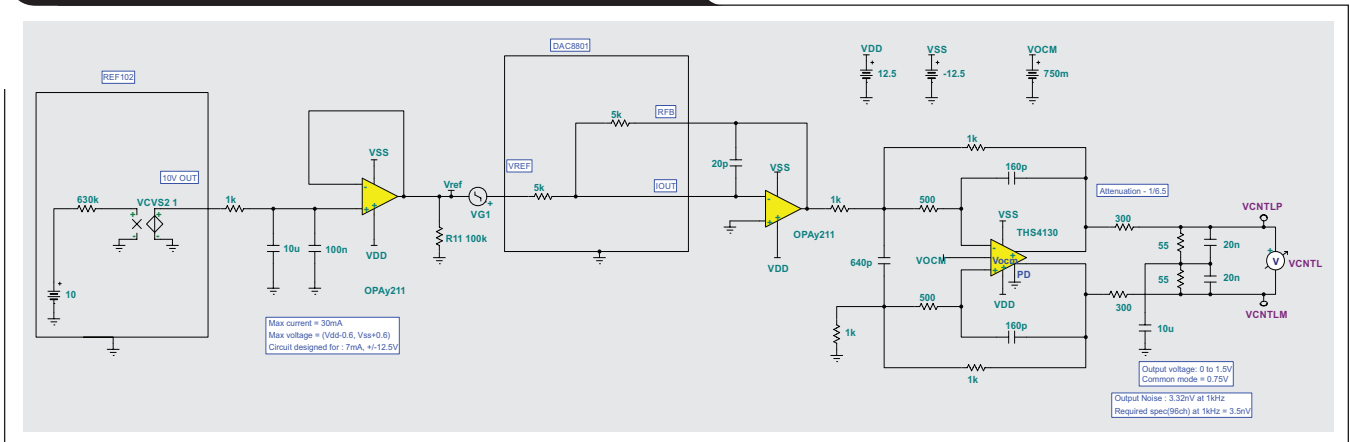 REF102
10V OUT
630k
VCVS2 1
+
+
-
-
10
+
1k
10u
100n
VSS
-
+
+
VDD
OPAy211
Max current = 30mA
Max voltage = (Vdd-0.6, Vss+0.6)
Circuit designed for : 7mA, +/-12.5V
Vref
VG1
+
R11 100k
DAC8801
VREF
5k
5k
RFB
IOUT
20p
VSS
-
+
+
VDD
OPAy211
1k
VDD
+
12.5
VSS
+
-12.5
VOCM
+
750m
1k
160p
500
VSS
THS4130
640p
VOCM
Vocm
PD
-
+
+
VDD
500
160p
1k
1k
Attenuation - 1/6.5
300
300
55
55
20n
20n
10u
VCNTLP
+
V
VCNTL
VCNTLM
Output voltage: 0 to 1.5V
Common mode = 0.75V
Output Noise : 3.32nV at 1kHz
Required spec(96ch) at 1kHz = 3.5nV